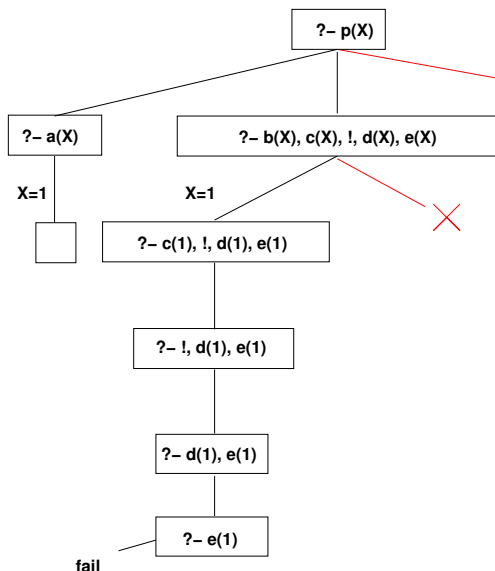 ?– p(X)
?– a(X)
?– b(X), c(X), !, d(X), e(X)
X=1
X=1
?– c(1), !, d(1), e(1)
?– !, d(1), e(1)
?– d(1), e(1)
?– e(1)
fail